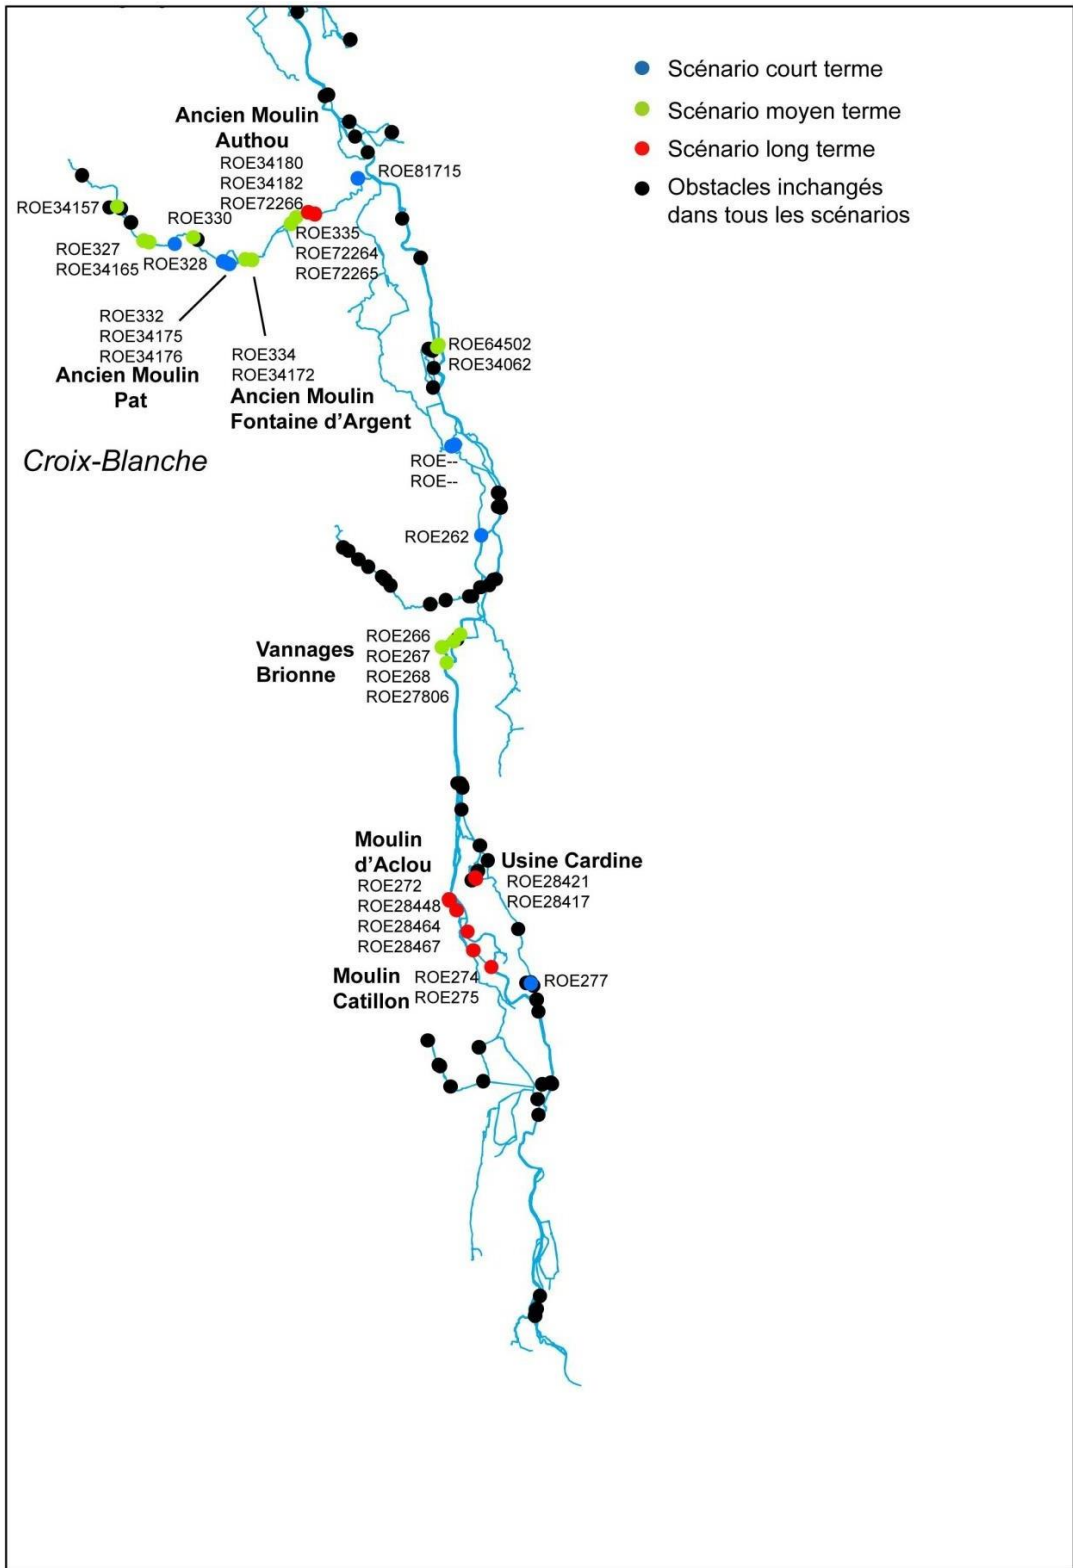 Scénario court terme
Scénario moyen terme
Scénario long terme
Obstacles inchangés
dans tous les scénarios
Ancien Moulin
Authou
ROE34180
ROE34182
ROE72266
ROE81715
ROE34157
ROE330
ROE327
ROE34165
ROE328
ROE335
ROE72264
ROE72265
ROE332
ROE34175
ROE34176
Ancien Moulin
Pat
ROE334
ROE34172
Ancien Moulin
Fontaine d'Argent
ROE64502
ROE34062
Croix-Blanche
ROE--
ROE--
ROE262
Vannages
Brionne
ROE266
ROE267
ROE268
ROE27806
Moulin
d'Aclou
ROE272
ROE28448
ROE28464
ROE28467
Usine Cardine
ROE28421
ROE28417
Moulin
Catillon
ROE274
ROE275
ROE277